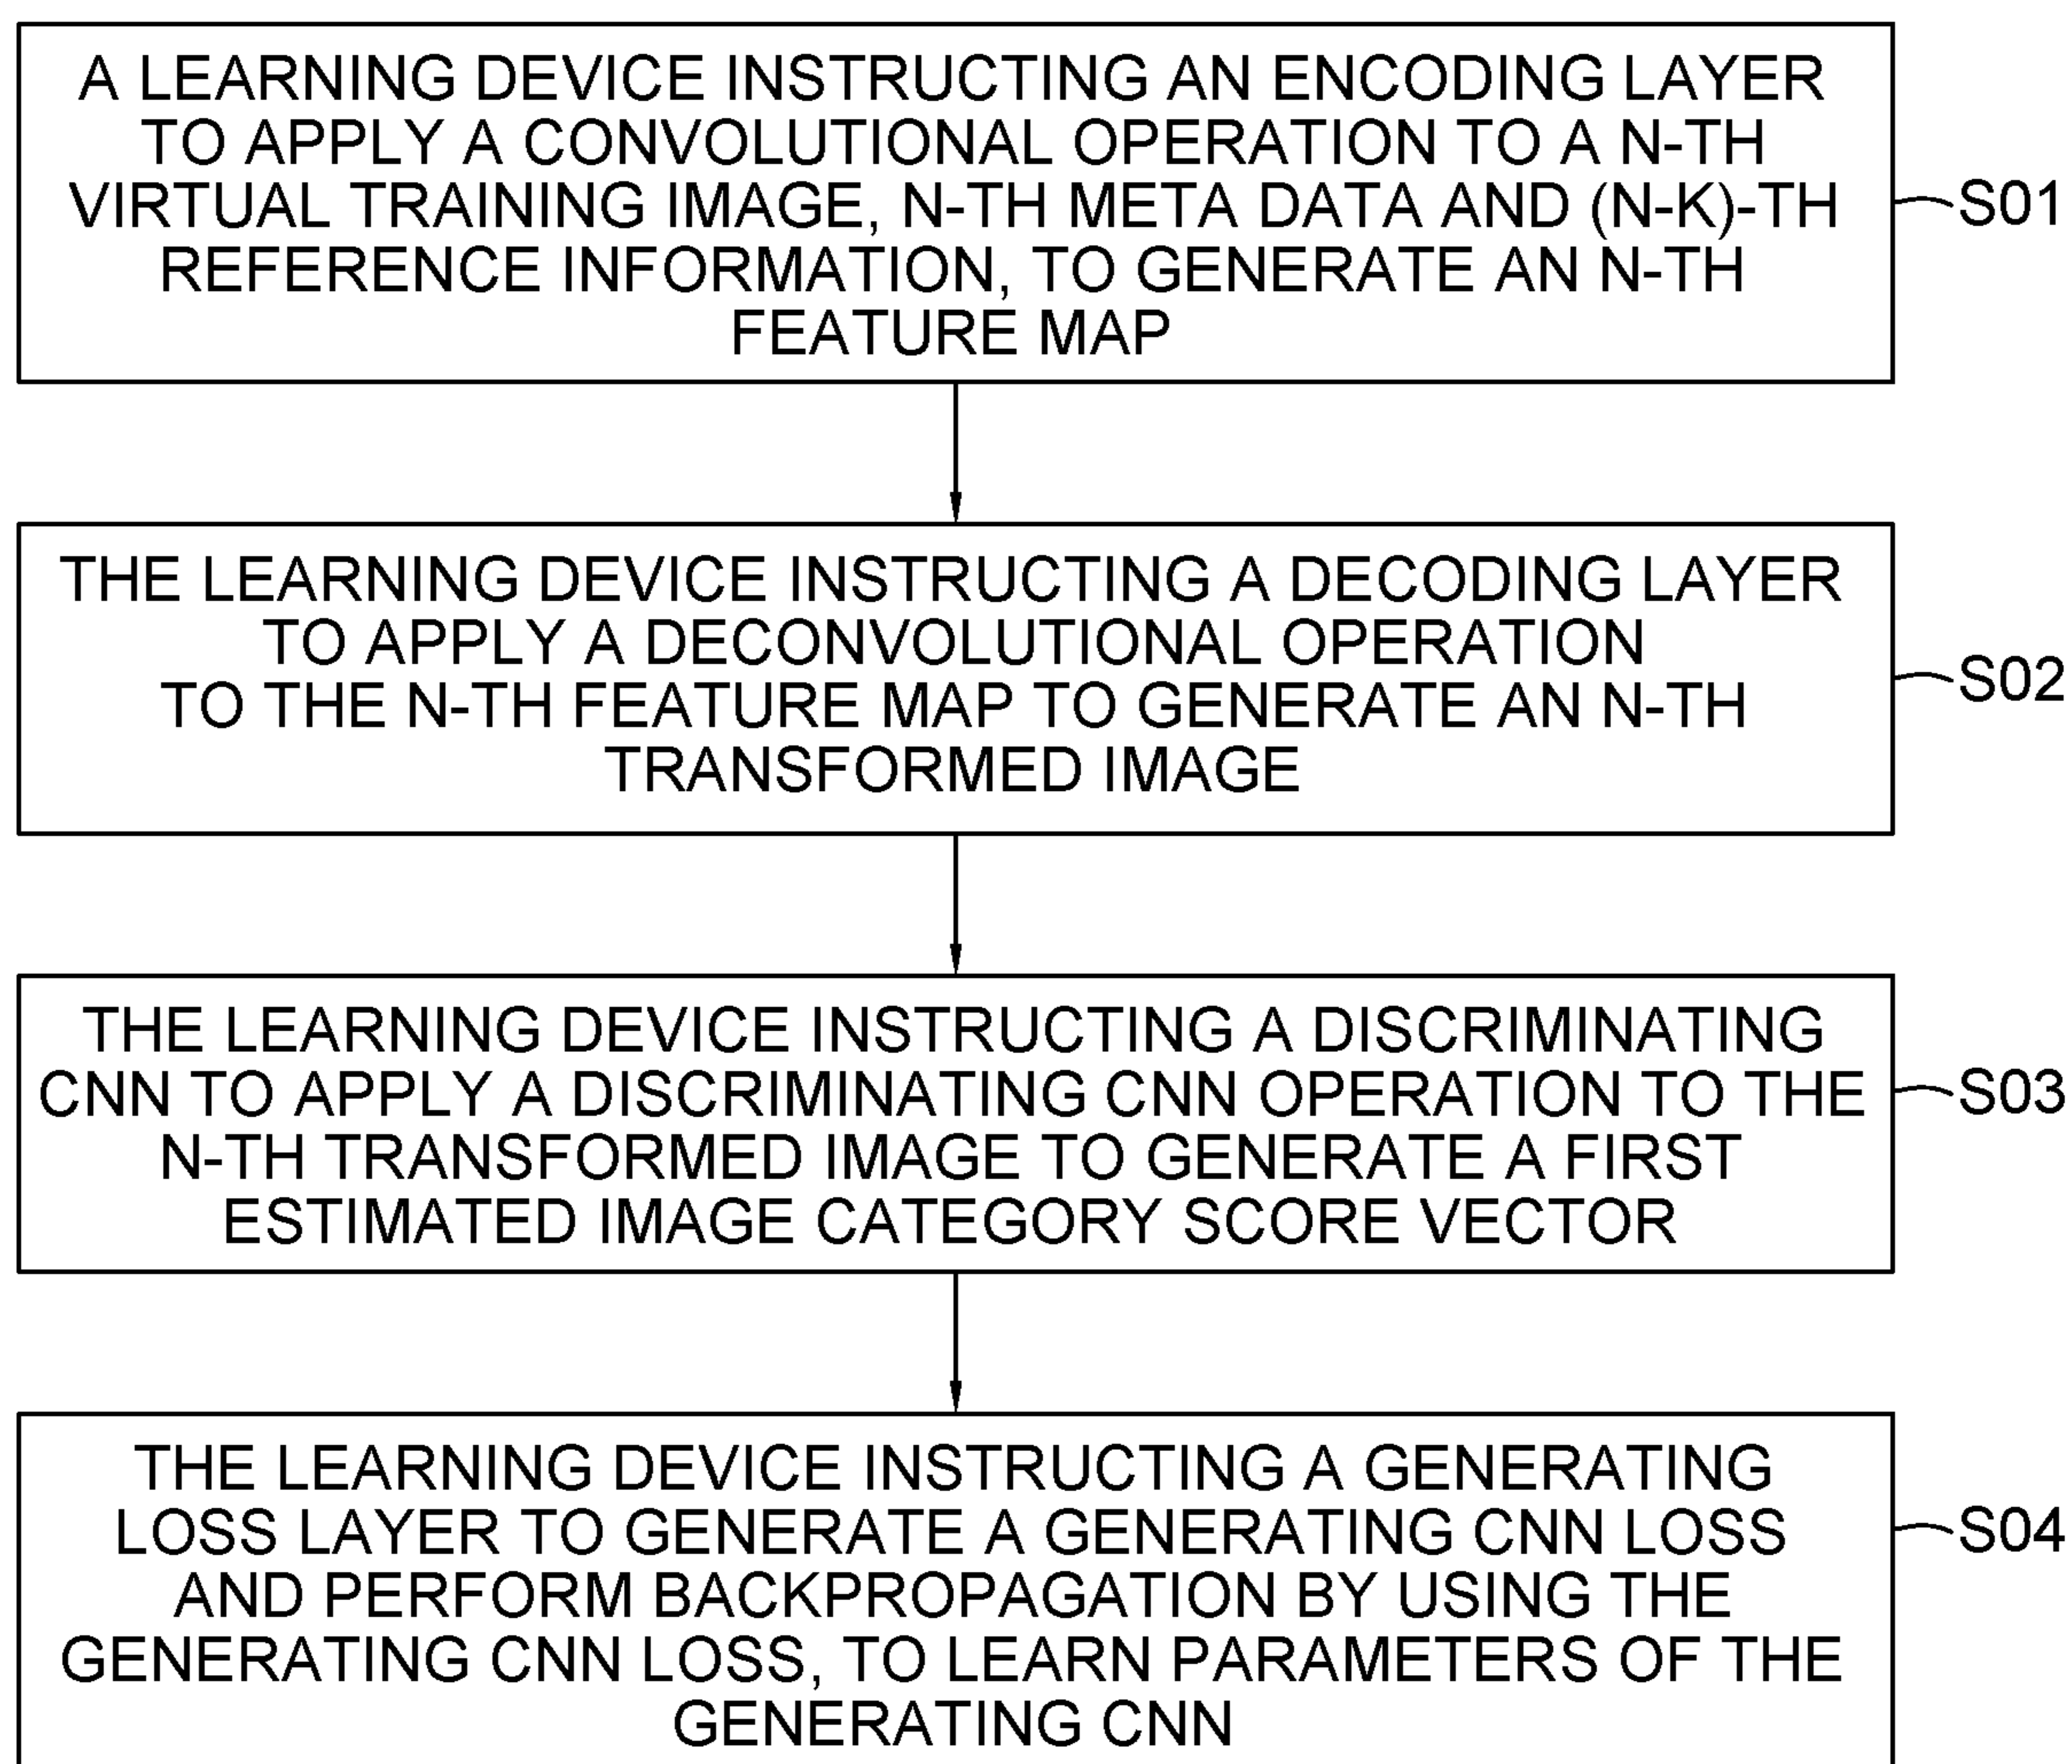 A LEARNING DEVICE INSTRUCTING AN ENCODING LAYER
TO APPLY A CONVOLUTIONAL OPERATION TO A N-TH
VIRTUAL TRAINING IMAGE, N-TH META DATA AND (N-K)-TH
REFERENCE INFORMATION, TO GENERATE AN N-TH
FEATURE MAP
S01
THE LEARNING DEVICE INSTRUCTING A DECODING LAYER
TO APPLY A DECONVOLUTIONAL OPERATION
TO THE N-TH FEATURE MAP TO GENERATE AN N-TH
TRANSFORMED IMAGE
S02
THE LEARNING DEVICE INSTRUCTING A DISCRIMINATING
CNN TO APPLY A DISCRIMINATING CNN OPERATION TO THE
N-TH TRANSFORMED IMAGE TO GENERATE A FIRST
ESTIMATED IMAGE CATEGORY SCORE VECTOR
S03
THE LEARNING DEVICE INSTRUCTING A GENERATING
LOSS LAYER TO GENERATE A GENERATING CNN LOSS
AND PERFORM BACKPROPAGATION BY USING THE
GENERATING CNN LOSS, TO LEARN PARAMETERS OF THE
GENERATING CNN
S04